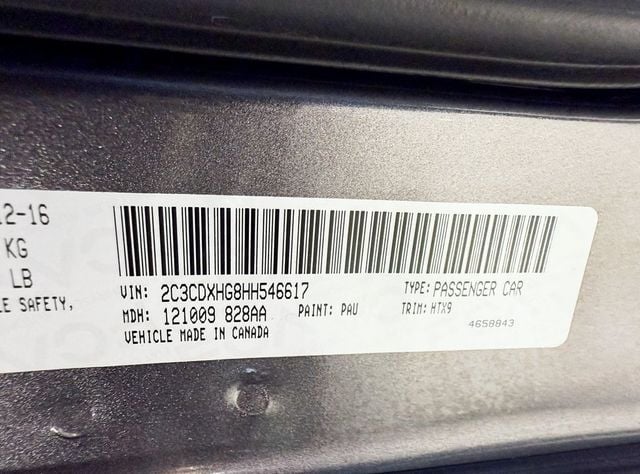 12-16
KG
LB
LE SAFETY,
VIN: 2C3CDXHG8HH546617
TYPE: PASSENGER CAR
MDH: 121009 828AA
PAINT: PAU
TRIM: HTX9
VEHICLE MADE IN CANADA
4658843